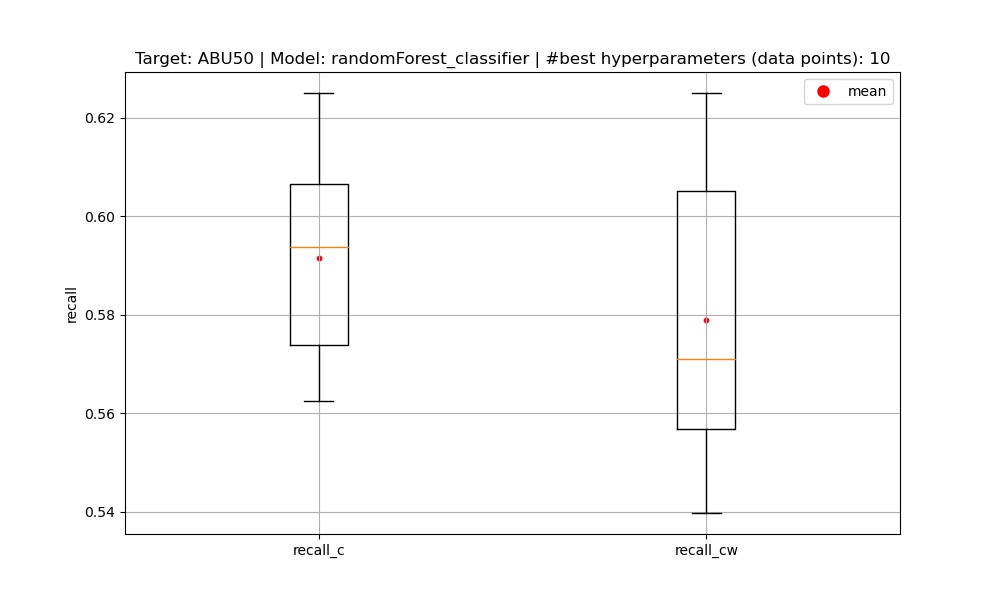 Target: ABU50 | Model: randomForest_classifier | #best hyperparameters (data points): 10
mean
0.62
0.60
0.58
0.56
0.54
recall
recall_c
recall_cw